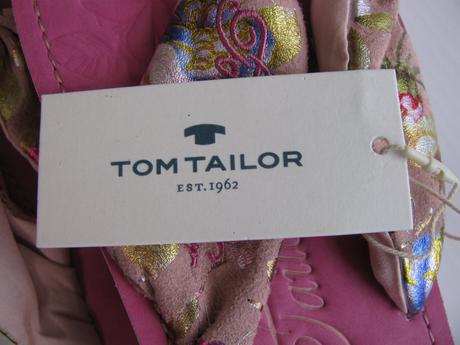 TOM TAILOR
EST. 1962